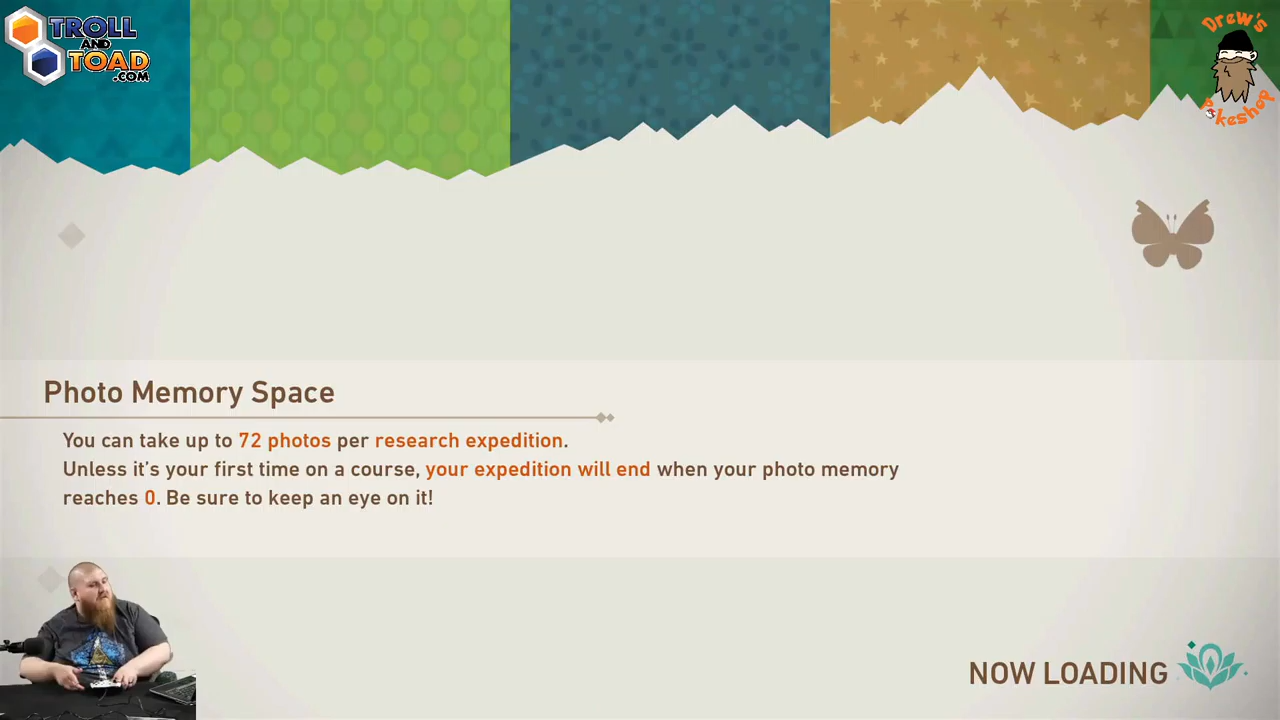 TROLL
AND
TOAD
.COM
Drew's
Pokeshop
Photo Memory Space
You can take up to 72 photos per research expedition.
Unless it's your first time on a course, your expedition will end when your photo memory
reaches 0. Be sure to keep an eye on it!
NOW LOADING